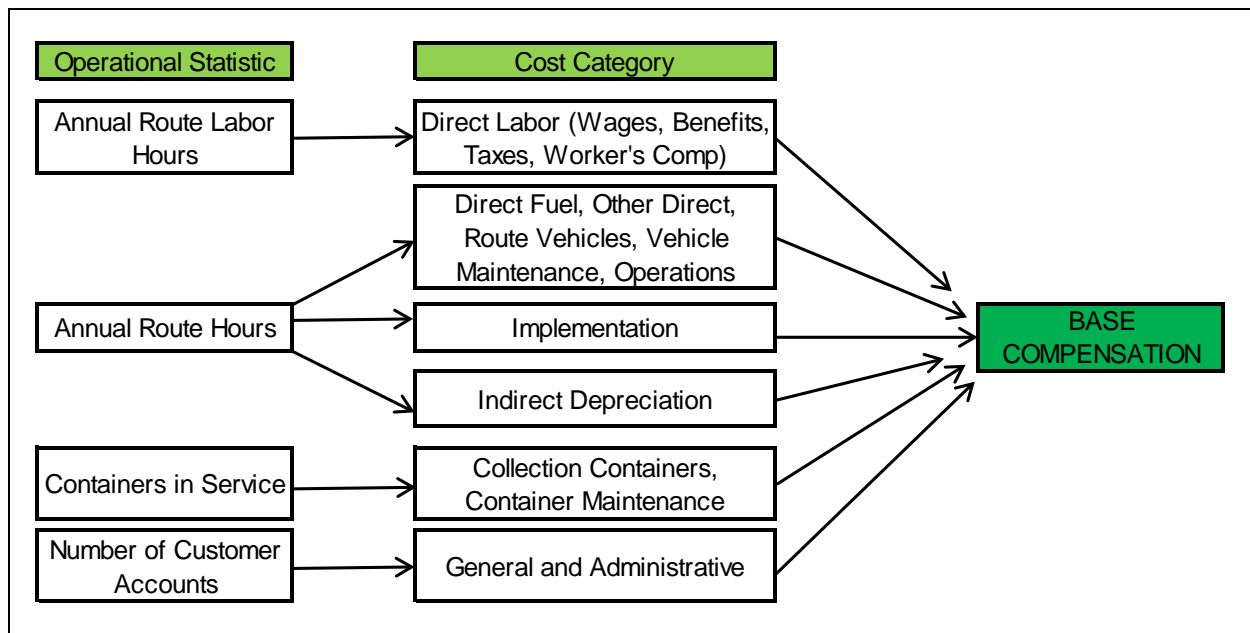 Operational Statistic
Cost Category
Annual Route Labor
Hours
Direct Labor (Wages, Benefits,
Taxes, Worker's Comp)
Direct Fuel, Other Direct,
Route Vehicles, Vehicle
Maintenance, Operations
Annual Route Hours
Implementation
BASE
COMPENSATION
Indirect Depreciation
Containers in Service
Collection Containers,
Container Maintenance
Number of Customer
Accounts
General and Administrative